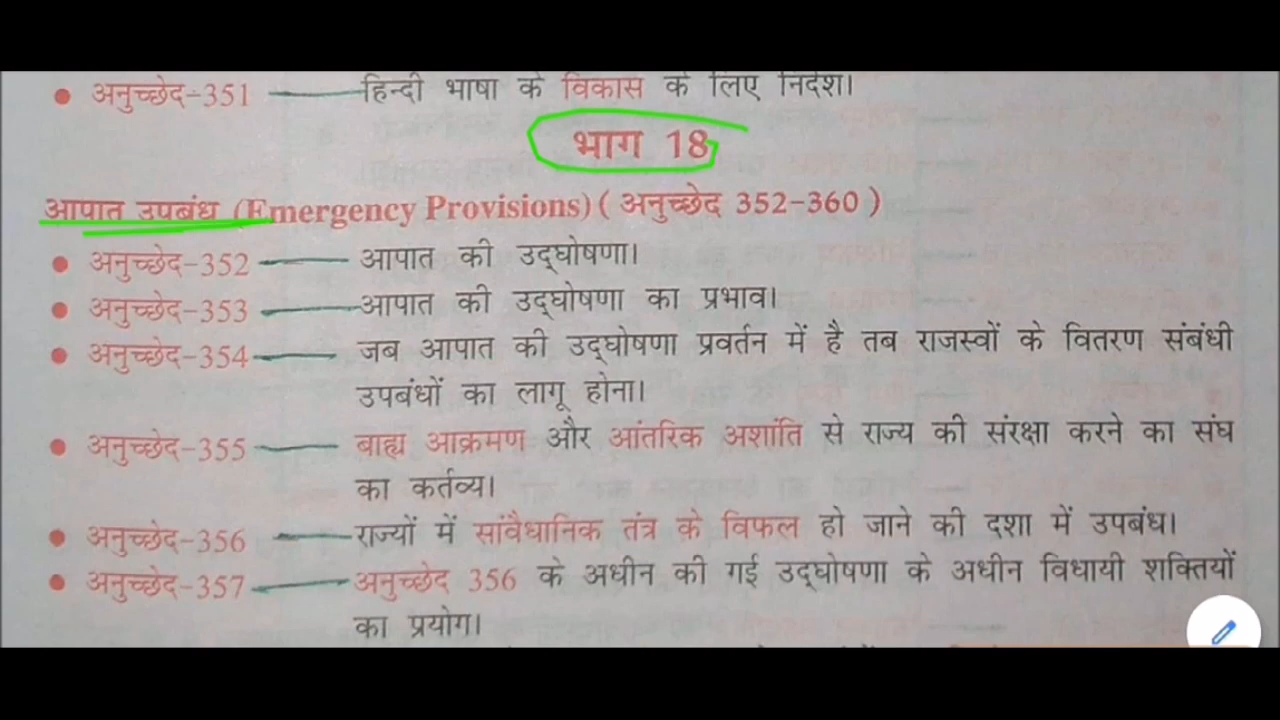 • अनुच्छेद-351 हिन्दी भाषा के विकास के लिए निर्देश।
भाग 18
आपात उपबंध (Emergency Provisions) ( अनुच्छेद 352-360 )
• अनुच्छेद-352 आपात की उद्घोषणा।
• अनुच्छेद-353 आपात की उद्घोषणा का प्रभाव।
• अनुच्छेद-354 जब आपात की उद्घोषणा प्रवर्तन में है तब राजस्वों के वितरण संबंधी
उपबंधों का लागू होना।
• अनुच्छेद-355 बाह्य आक्रमण और आंतरिक अशांति से राज्य की संरक्षा करने का संघ
का कर्तव्य।
• अनुच्छेद-356 राज्यों में सांवैधानिक तंत्र के विफल हो जाने की दशा में उपबंध।
• अनुच्छेद-357 अनुच्छेद 356 के अधीन की गई उद्घोषणा के अधीन विधायी शक्तियों
का प्रयोग।